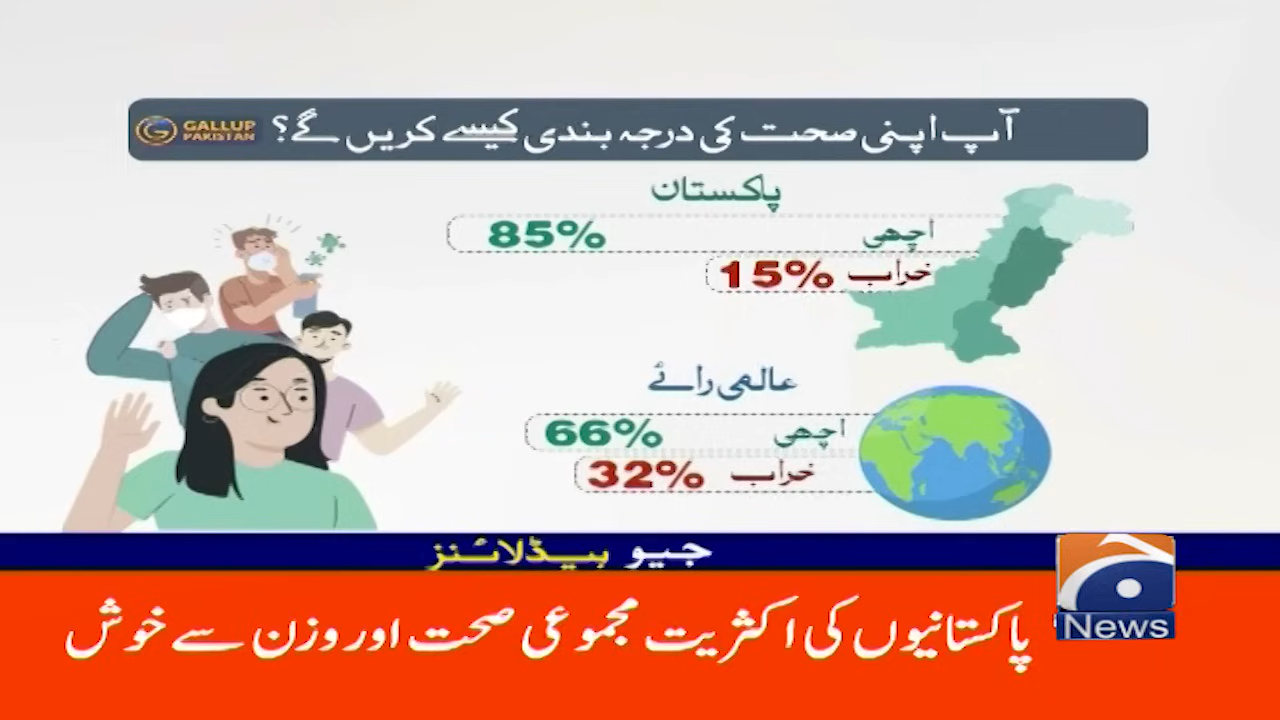 آپ اپنی صحت کی درجہ بندی کیسے کریں گے؟
GALLUP
PAKISTAN
پاکستان
اچھی 85%
خراب 15%
عالمی رائے
اچھی 66%
خراب 32%
جیو ہیڈلائنز
پاکستانیوں کی اکثریت مجموعی صحت اور وزن سے خوش
News